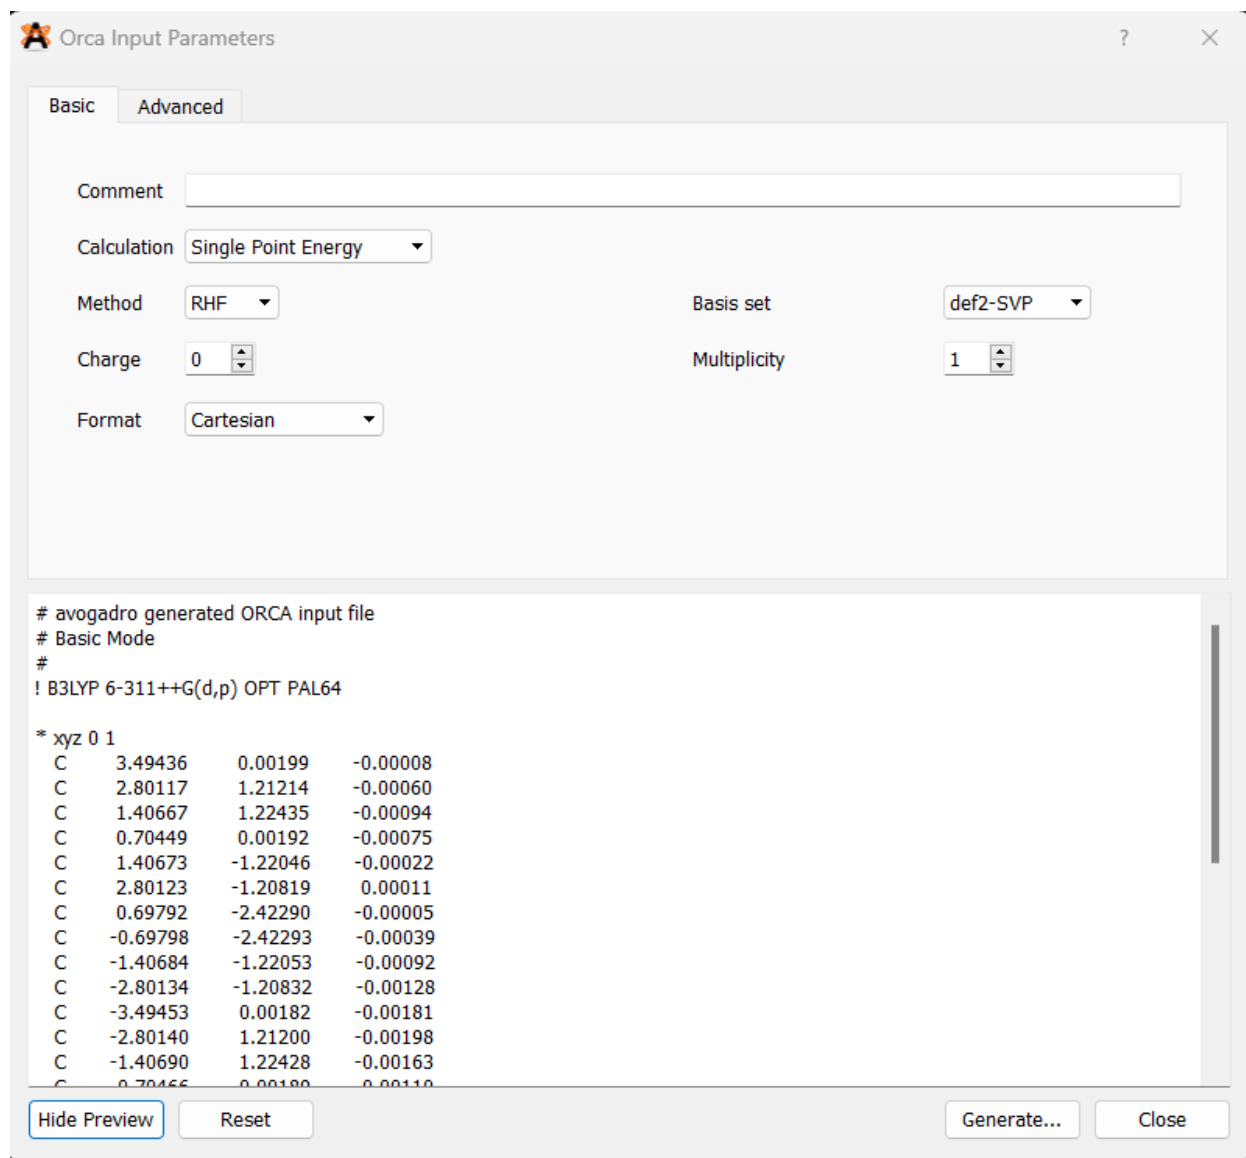 Orca Input Parameters ?
Basic Advanced
Comment
Calculation Single Point Energy
Method RHF Basis set def2-SVP
Charge 0 Multiplicity 1
Format Cartesian
# avogadro generated ORCA input file
# Basic Mode
#
! B3LYP 6-311++G(d,p) OPT PAL64
* xyz 0 1
C 3.49436 0.00199 -0.00008
C 2.80117 1.21214 -0.00060
C 1.40667 1.22435 -0.00094
C 0.70449 0.00192 -0.00075
C 1.40673 -1.22046 -0.00022
C 2.80123 -1.20819 0.00011
C 0.69792 -2.42290 -0.00005
C -0.69798 -2.42293 -0.00039
C -1.40684 -1.22053 -0.00092
C -2.80134 -1.20832 -0.00128
C -3.49453 0.00182 -0.00181
C -2.80140 1.21200 -0.00198
C -1.40690 1.22428 -0.00163
Hide Preview Reset Generate... Close